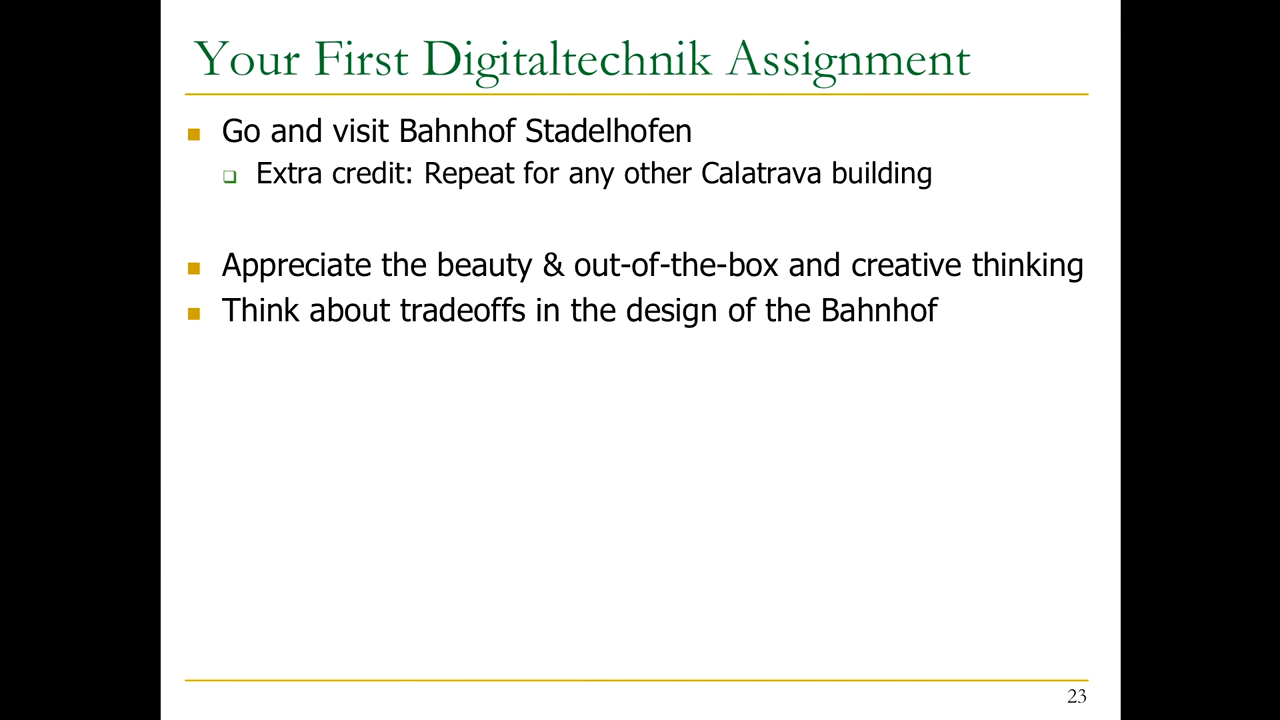 Your First Digitaltechnik Assignment
Go and visit Bahnhof Stadelhofen
Extra credit: Repeat for any other Calatrava building
Appreciate the beauty & out-of-the-box and creative thinking
Think about tradeoffs in the design of the Bahnhof
23